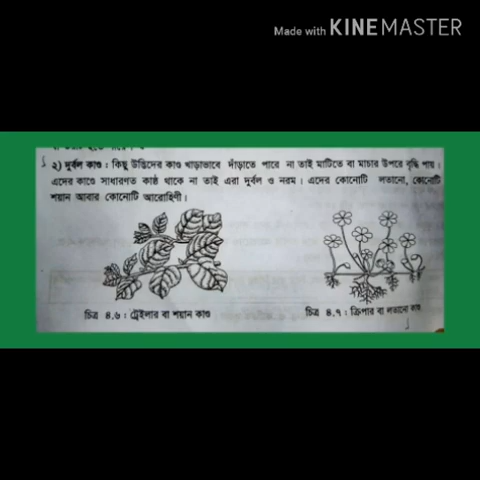 Made with KINEMASTER
২) দুর্বল কাণ্ড : কিছু উদ্ভিদের কাণ্ড খাড়াভাবে দাঁড়াতে পারে না তাই মাটিতে বা মাচার উপরে বৃদ্ধি পায়।
এদের কাণ্ডে সাধারণত কাষ্ঠ থাকে না তাই এরা দুর্বল ও নরম। এদের কোনোটি লতানো, কোনোটি
শয়ান আবার কোনোটি আরোহিণী।
চিত্র ৪.৬ : ট্রেইলার বা শয়ান কাণ্ড
চিত্র ৪.৭ : ক্রিপার বা লতানো কাণ্ড